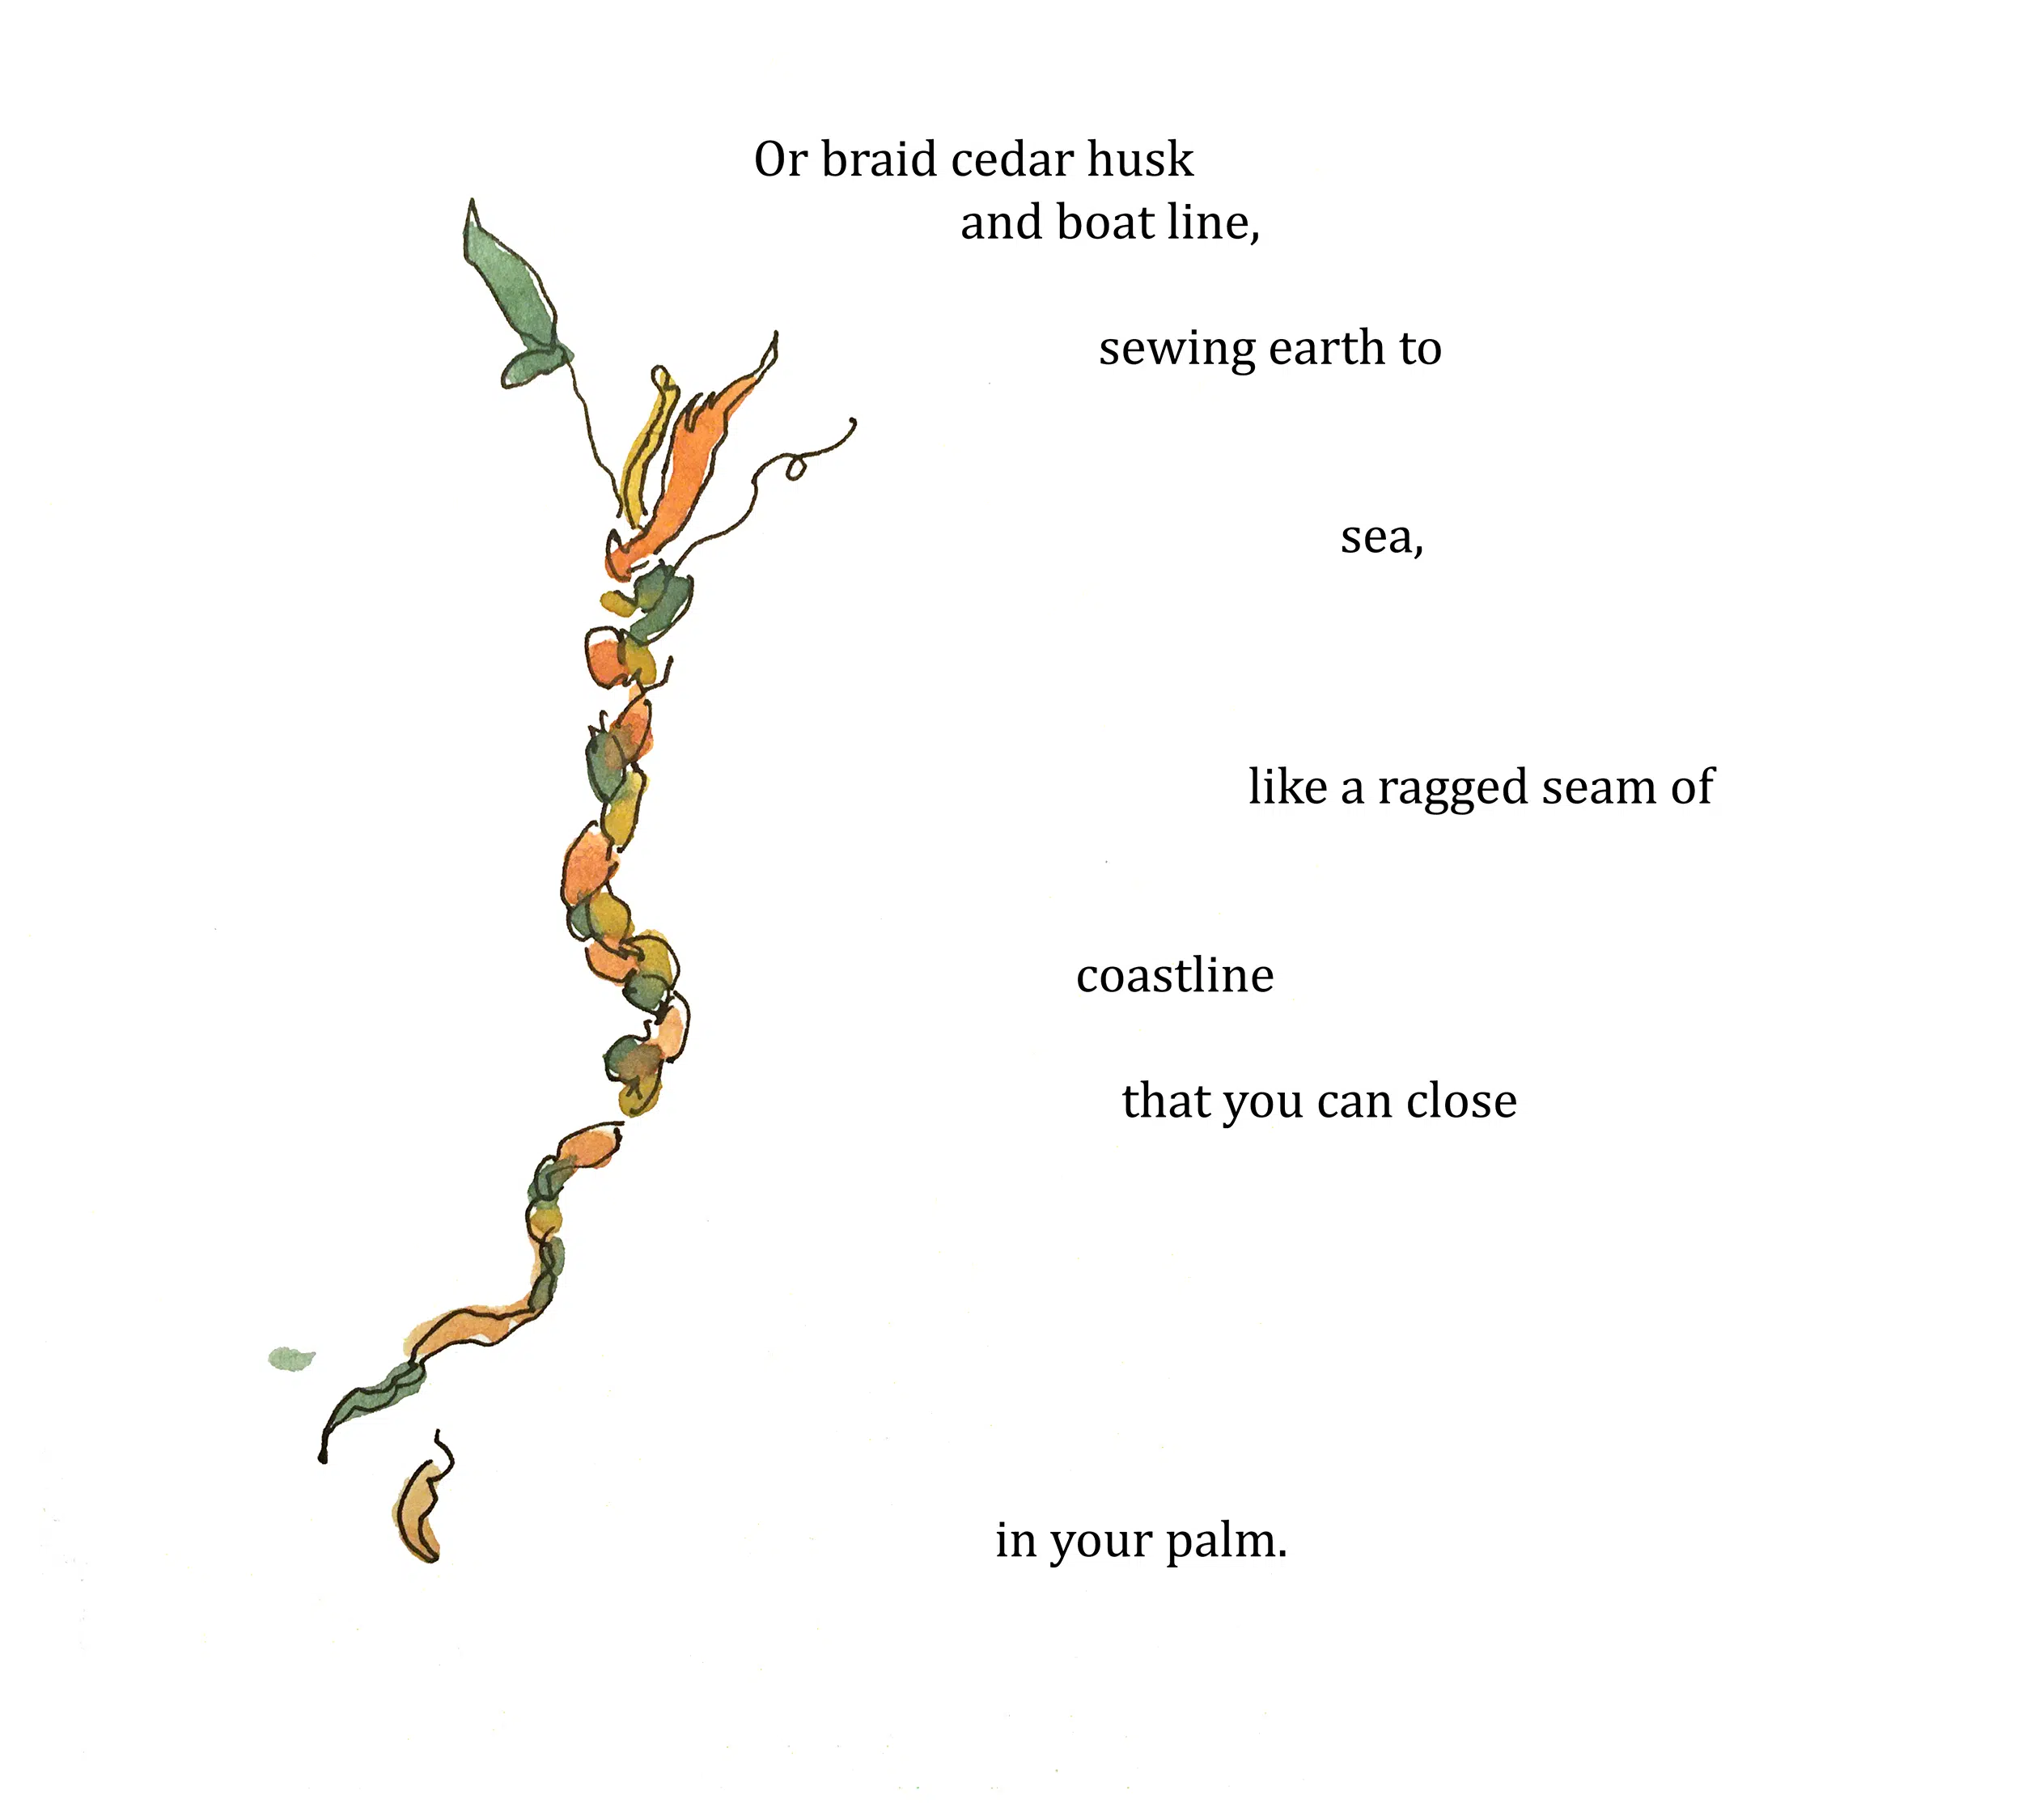 Or braid cedar husk
and boat line,
sewing earth to
sea,
like a ragged seam of
coastline
that you can close
in your palm.